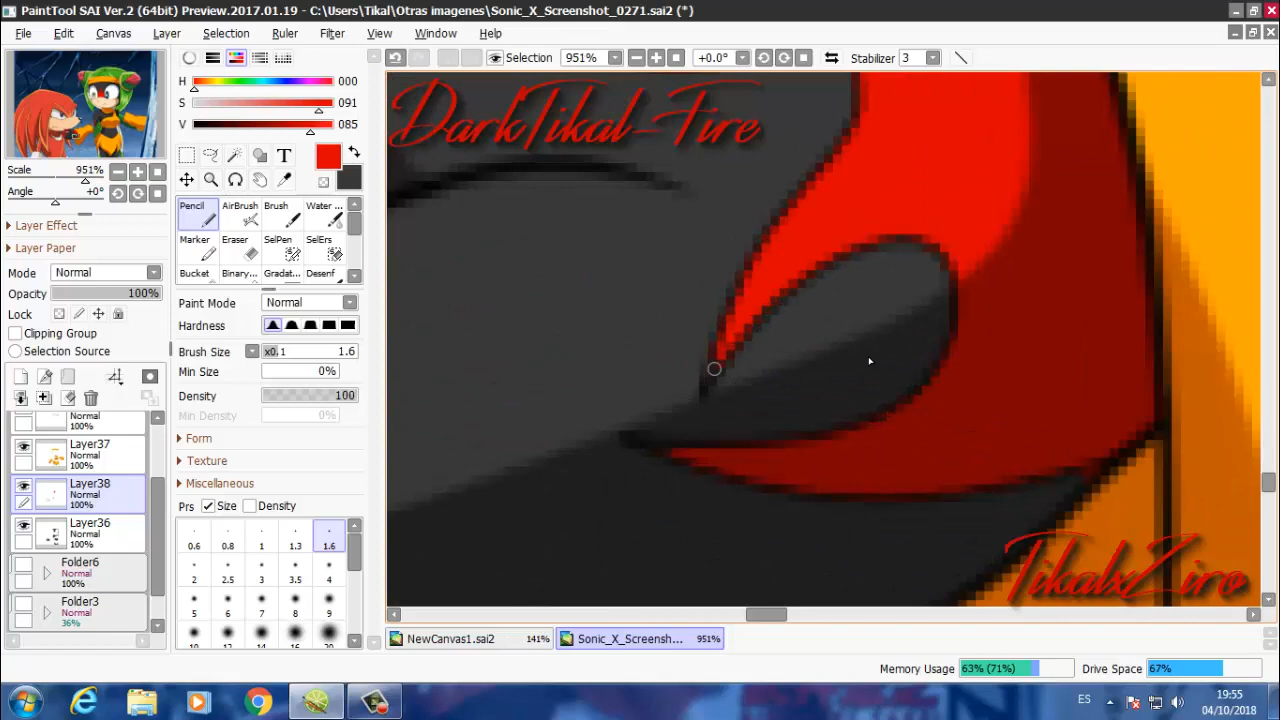 PaintTool SAI Ver.2 (64bit) Preview.2017.01.19 - C:\Users\Tikal\Otras imagenes\Sonic_X_Screenshot_0271.sai2 (*)
File Edit Canvas Layer Selection Ruler Filter View Window Help
Selection 951% +0.0° Stabilizer 3
H 000
S 091
V 085
Scale 951%
Angle +0°
Layer Effect
Layer Paper
Mode Normal
Opacity 100%
Lock
Clipping Group
Selection Source
Normal
100%
Layer37
Normal
100%
Layer38
Normal
100%
Layer36
Normal
100%
Folder6
Normal
100%
Folder3
Normal
36%
T
Pencil AirBrush Brush Water ...
Marker Eraser SelPen SelErs
Bucket Binary... Gradat... Desenf
Paint Mode Normal
Hardness
Brush Size x0.1 1.6
Min Size 0%
Density 100
Min Density 0%
Form
Texture
Miscellaneous
Prs Size Density
0.6 0.8 1 1.3 1.6
2 2.5 3 3.5 4
5 6 7 8 9
10 12 14 16 20
DarkTikal-Fire
TikalxZiro
NewCanvas1.sai2 141% Sonic_X_Screensh... 951%
Memory Usage 63% (71%) Drive Space 67%
ES 19:55
04/10/2018